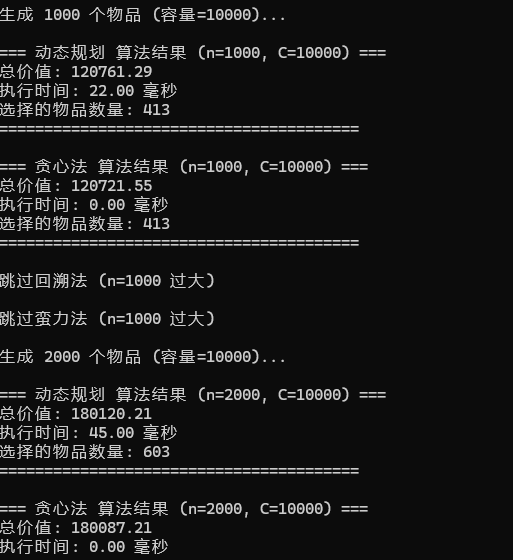 生成 1000 个物品 (容量=10000)...
=== 动态规划 算法结果 (n=1000, C=10000) ===
总价值: 120761.29
执行时间: 22.00 毫秒
选择的物品数量: 413
========================================
=== 贪心法 算法结果 (n=1000, C=10000) ===
总价值: 120721.55
执行时间: 0.00 毫秒
选择的物品数量: 413
========================================
跳过回溯法 (n=1000 过大)
跳过蛮力法 (n=1000 过大)
生成 2000 个物品 (容量=10000)...
=== 动态规划 算法结果 (n=2000, C=10000) ===
总价值: 180120.21
执行时间: 45.00 毫秒
选择的物品数量: 603
========================================
=== 贪心法 算法结果 (n=2000, C=10000) ===
总价值: 180087.21
执行时间: 0.00 毫秒